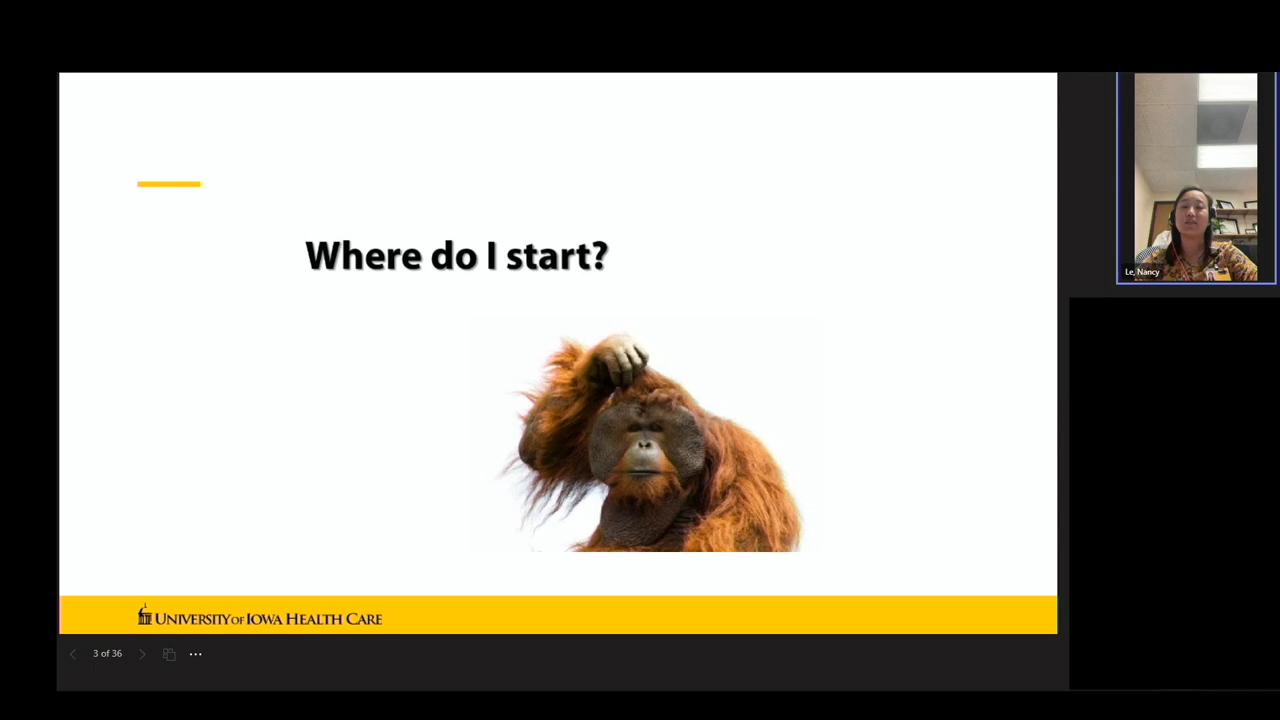 Where do I start?
UNIVERSITY OF IOWA HEALTH CARE
3 of 36
Le, Nancy